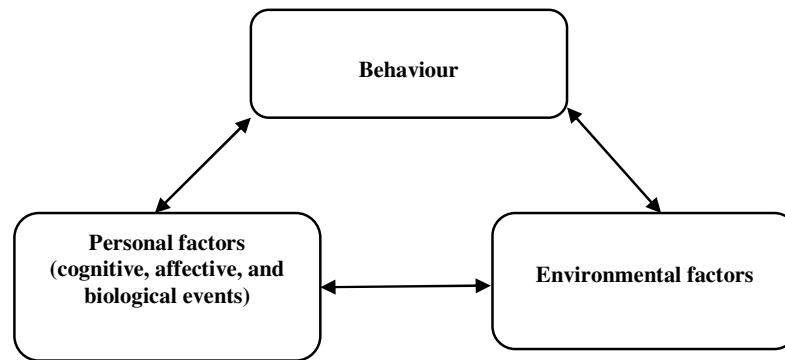 Behaviour
Personal factors
(cognitive, affective, and
biological events)
Environmental factors